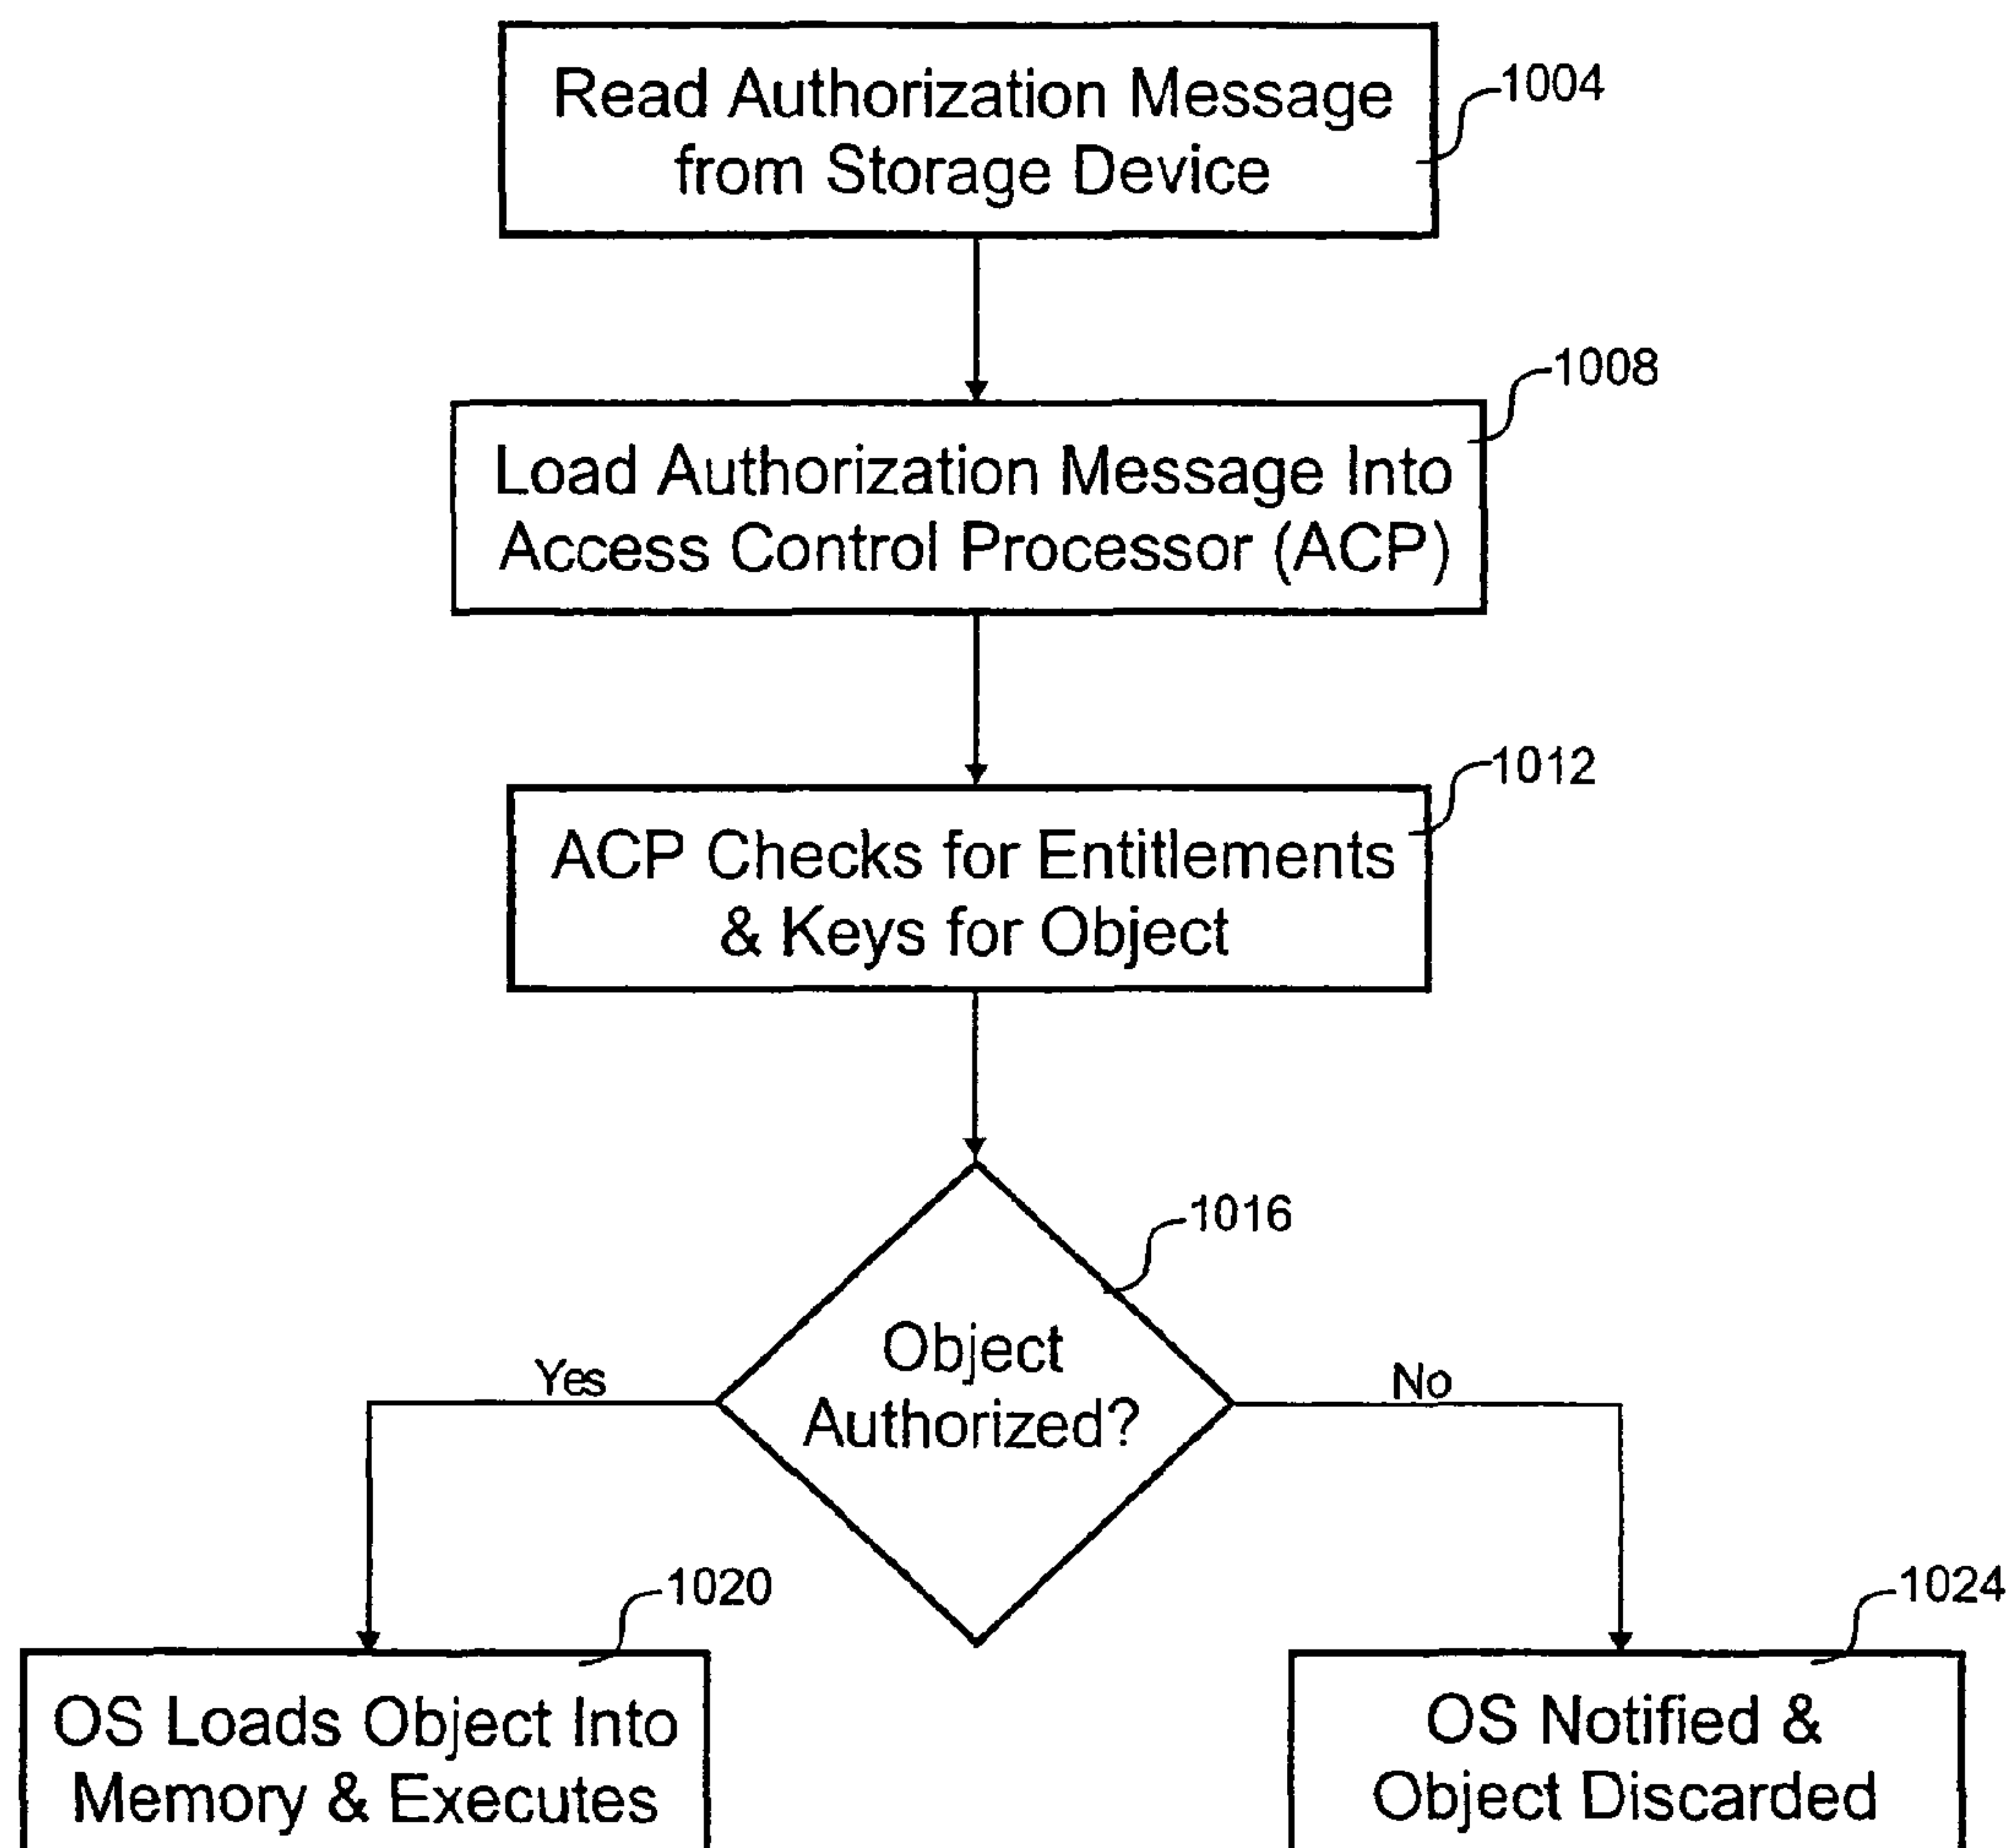 Read Authorization Message
from Storage Device
1004
Load Authorization Message Into
Access Control Processor (ACP)
1008
ACP Checks for Entitlements
& Keys for Object
1012
Object
Authorized?
1016
Yes
No
OS Loads Object Into
Memory & Executes
1020
OS Notified &
Object Discarded
1024